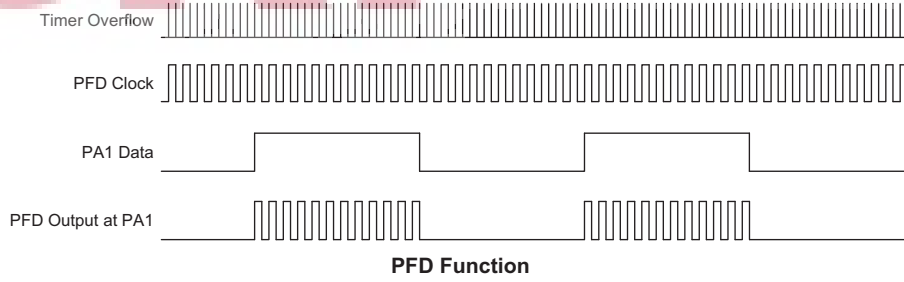 Timer Overflow
PFD Clock
PA1 Data
PFD Output at PA1
PFD Function